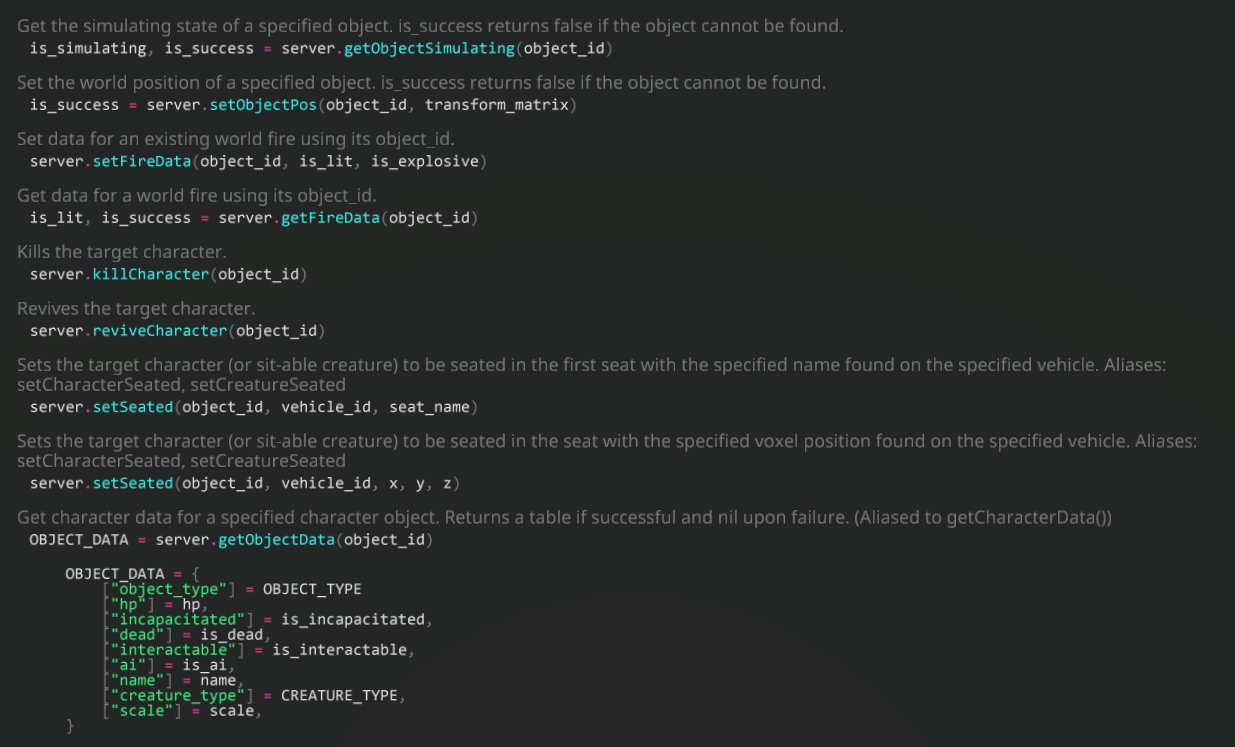 Get the simulating state of a specified object. is_success returns false if the object cannot be found.
is_simulating, is_success = server.getObjectSimulating(object_id)
Set the world position of a specified object. is_success returns false if the object cannot be found.
is_success = server.setObjectPos(object_id, transform_matrix)
Set data for an existing world fire using its object_id.
server.setFireData(object_id, is_lit, is_explosive)
Get data for a world fire using its object_id.
is_lit, is_success = server.getFireData(object_id)
Kills the target character.
server.killCharacter(object_id)
Revives the target character.
server.reviveCharacter(object_id)
Sets the target character (or sit-able creature) to be seated in the first seat with the specified name found on the specified vehicle. Aliases:
setCharacterSeated, setCreatureSeated
server.setSeated(object_id, vehicle_id, seat_name)
Sets the target character (or sit-able creature) to be seated in the seat with the specified voxel position found on the specified vehicle. Aliases:
setCharacterSeated, setCreatureSeated
server.setSeated(object_id, vehicle_id, x, y, z)
Get character data for a specified character object. Returns a table if successful and nil upon failure. (Aliased to getCharacterData())
OBJECT_DATA = server.getObjectData(object_id)
OBJECT_DATA = {
["object_type"] = OBJECT_TYPE
["hp"] = hp,
["incapacitated"] = is_incapacitated,
["dead"] = is_dead,
["interactable"] = is_interactable,
["ai"] = is_ai,
["name"] = name,
["creature_type"] = CREATURE_TYPE,
["scale"] = scale,
}